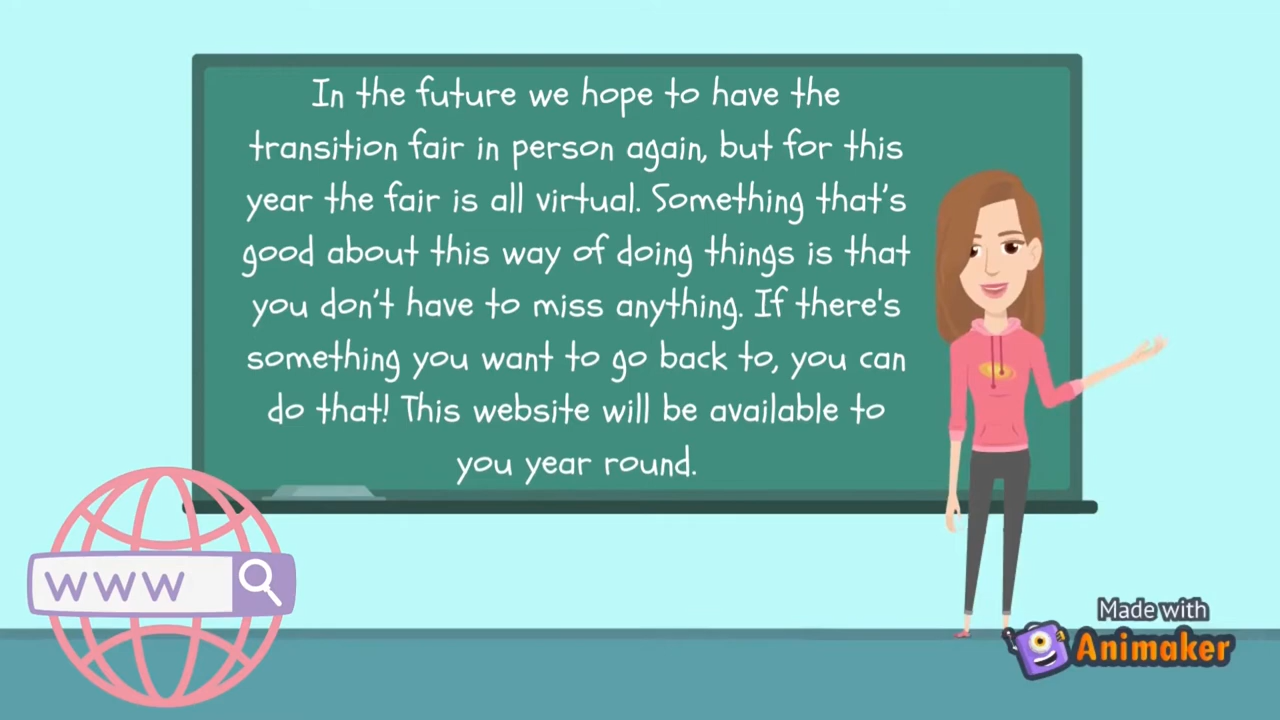 In the future we hope to have the
transition fair in person again, but for this
year the fair is all virtual. Something that's
good about this way of doing things is that
you don't have to miss anything. If there's
something you want to go back to, you can
do that! This website will be available to
you year round.
WWW
Made with
Animaker